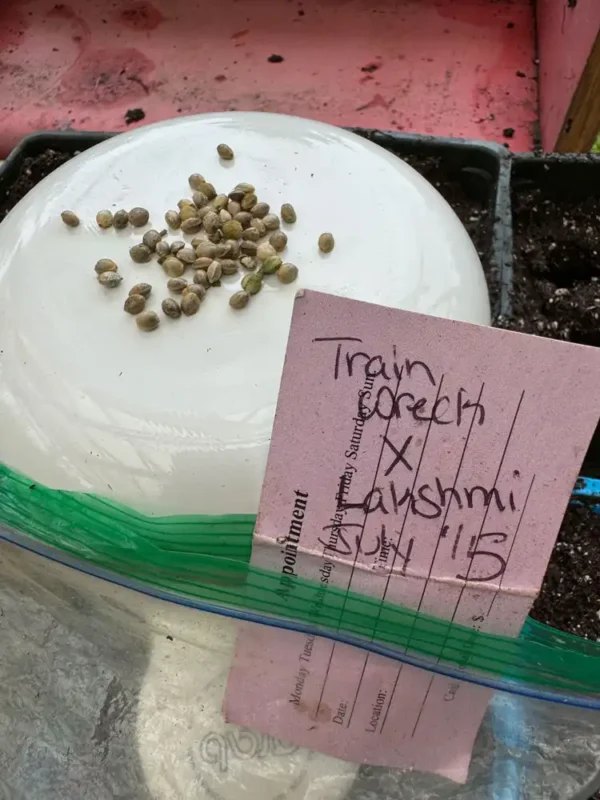 Train
wreck
X
Lakshmi
July '15
Appointment
Monday Tuesday Wednesday Thursday Friday Saturday Sun
Date:
Time:
Location: